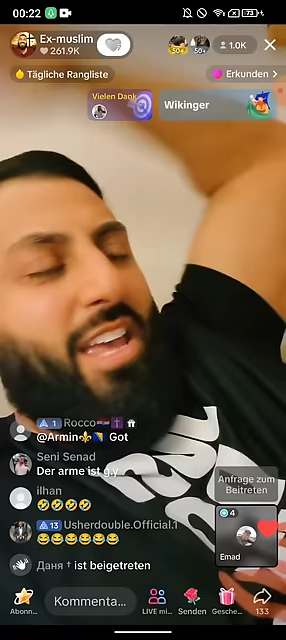 00:22
73
Ex-muslim
261.9K
50+
50+
1.0K
Tägliche Rangliste
Erkunden >
Vielen Dank
Wikinger
1 Rocco
@Armin Got
Seni Senad
Der arme ist g.y
ilhan
🤣🤣🤣🤣
13 Usherdouble.Official.1
😂😂😂😂😂😂
Даня † ist beigetreten
Anfrage zum
Beitreten
4
Emad
Abonn...
Kommenta...
LIVE mi...
Senden
Gesche...
133